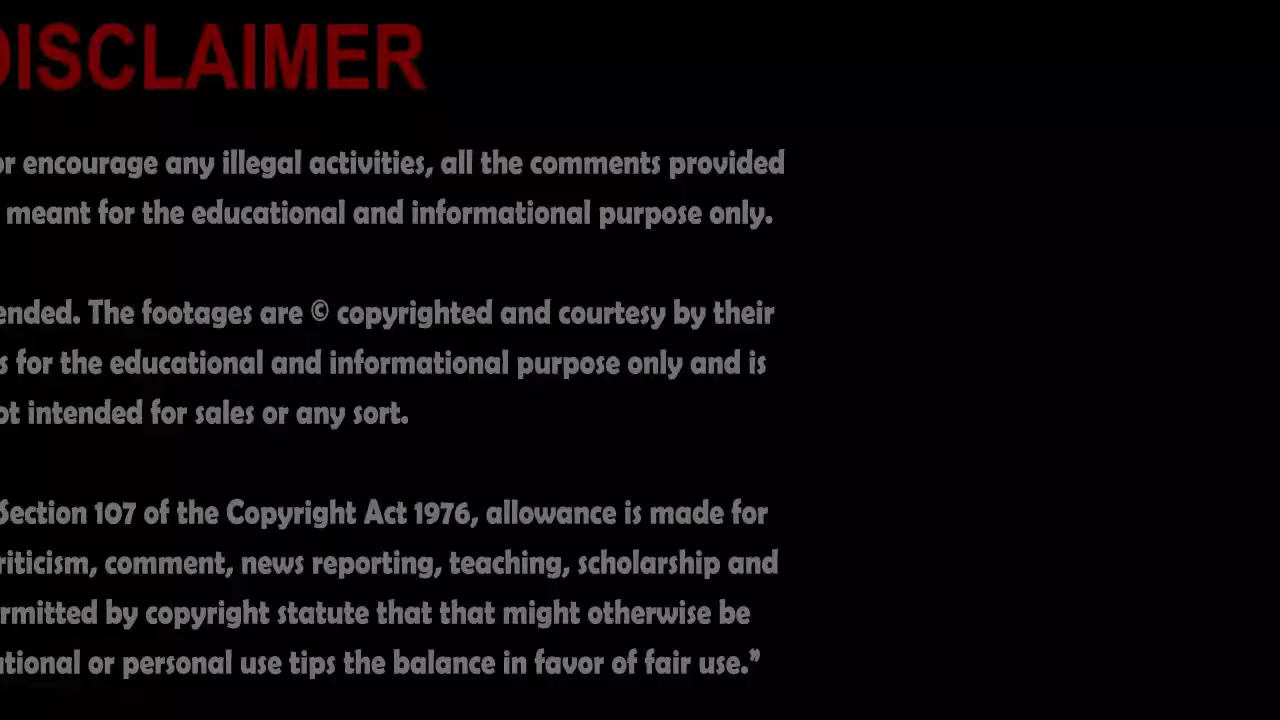 DISCLAIMER
or encourage any illegal activities, all the comments provided
meant for the educational and informational purpose only.
ended. The footages are © copyrighted and courtesy by their
s for the educational and informational purpose only and is
ot intended for sales or any sort.
Section 107 of the Copyright Act 1976, allowance is made for
riticism, comment, news reporting, teaching, scholarship and
rmitted by copyright statute that that might otherwise be
ational or personal use tips the balance in favor of fair use.”